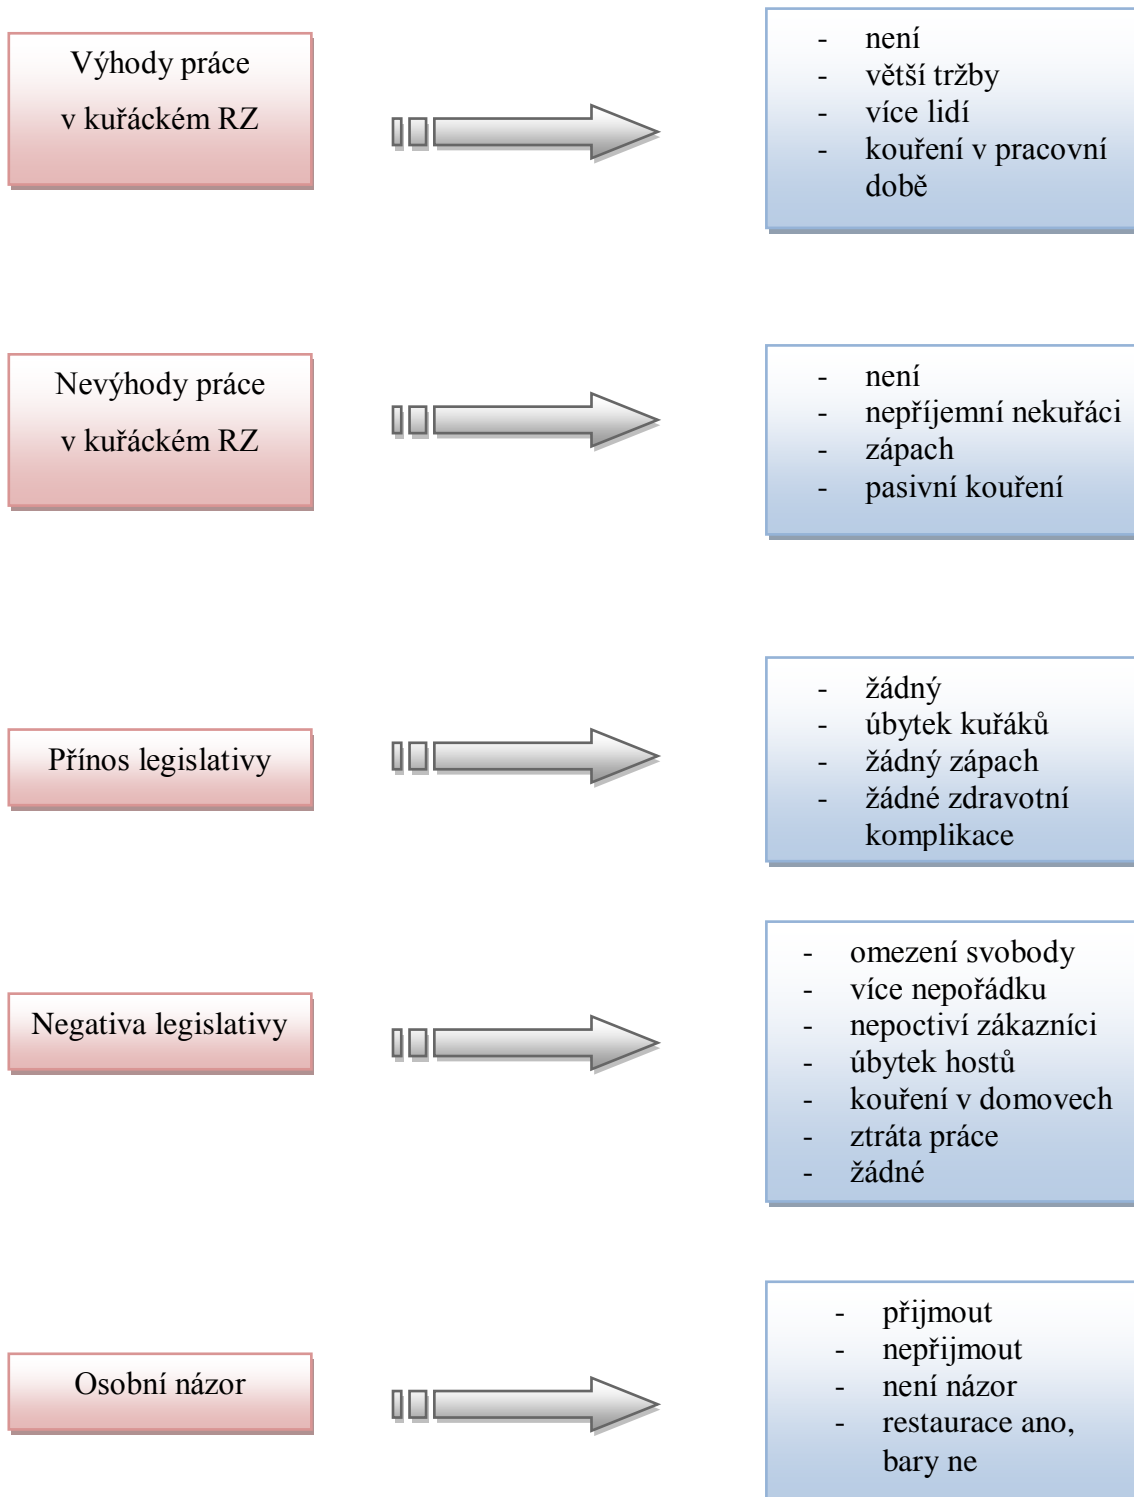 Výhody práce
v kuřáckém RZ
- není
- větší tržby
- více lidí
- kouření v pracovní
době
Nevýhody práce
v kuřáckém RZ
- není
- nepříjemní nekuřáci
- zápach
- pasivní kouření
Přínos legislativy
- žádný
- úbytek kuřáků
- žádný zápach
- žádné zdravotní
komplikace
Negativa legislativy
- omezení svobody
- více nepořádku
- nepoctiví zákazníci
- úbytek hostů
- kouření v domovech
- ztráta práce
- žádné
Osobní názor
- přijmout
- nepřijmout
- není názor
- restaurace ano,
bary ne